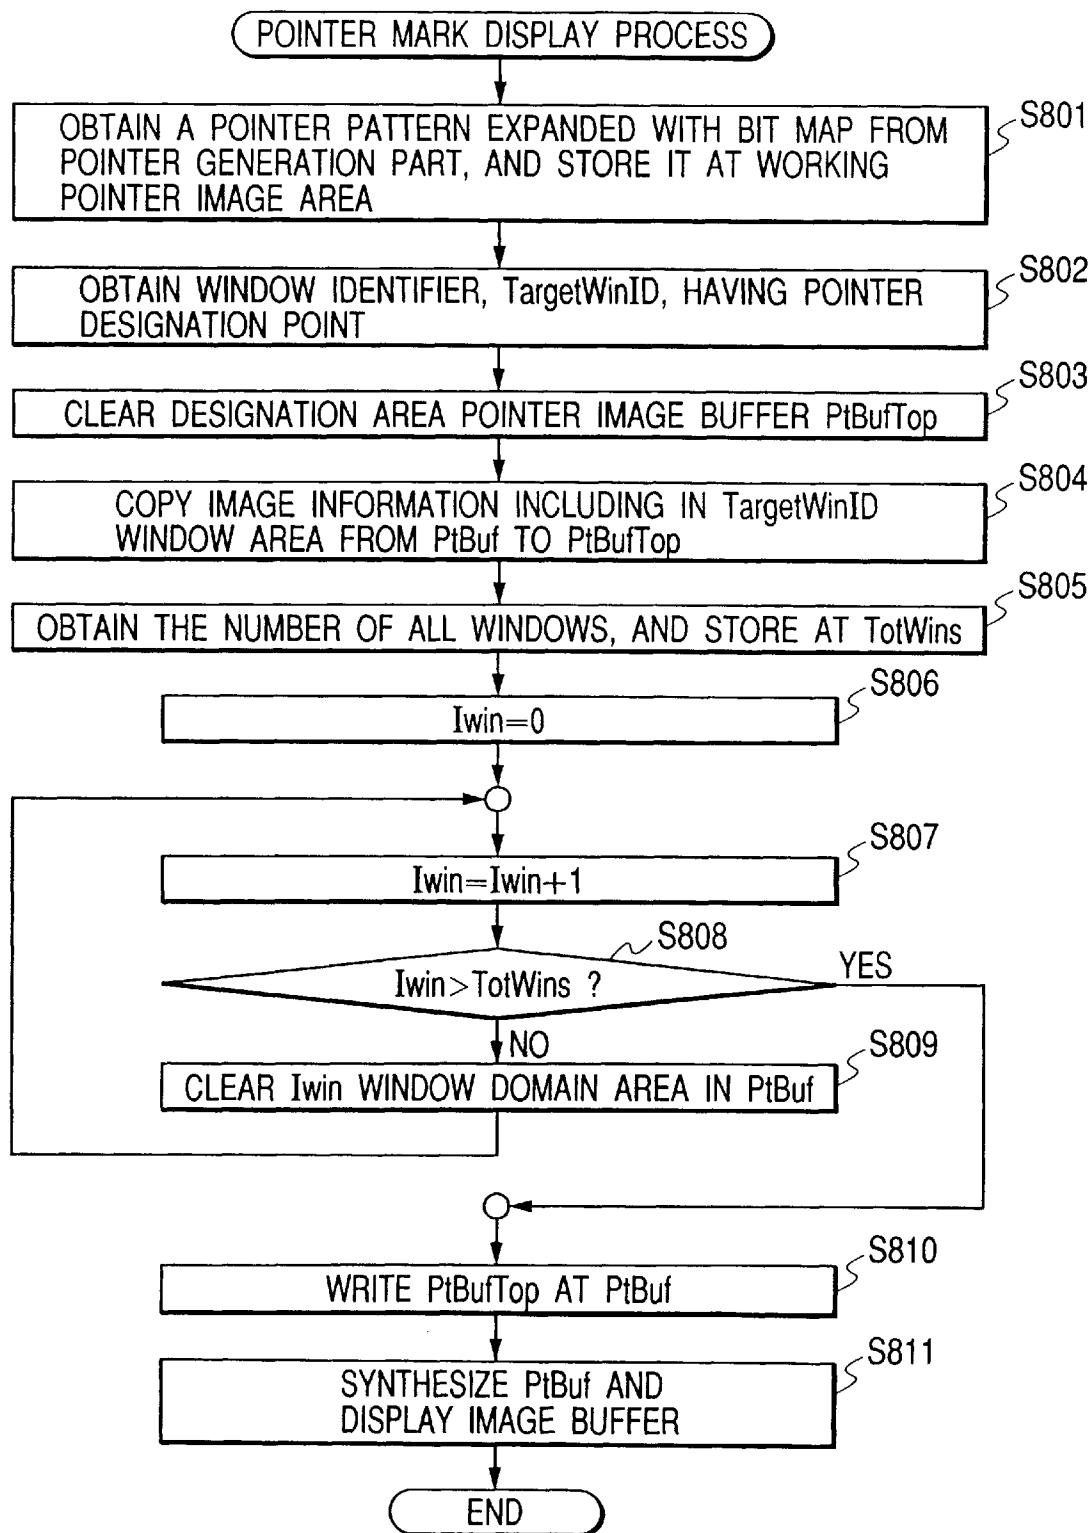 POINTER MARK DISPLAY PROCESS
S801
OBTAIN A POINTER PATTERN EXPANDED WITH BIT MAP FROM
POINTER GENERATION PART, AND STORE IT AT WORKING
POINTER IMAGE AREA
S802
OBTAIN WINDOW IDENTIFIER, TargetWinID, HAVING POINTER
DESIGNATION POINT
S803
CLEAR DESIGNATION AREA POINTER IMAGE BUFFER PtBufTop
S804
COPY IMAGE INFORMATION INCLUDING IN TargetWinID
WINDOW AREA FROM PtBuf TO PtBufTop
S805
OBTAIN THE NUMBER OF ALL WINDOWS, AND STORE AT TotWins
S806
Iwin=0
S807
Iwin=Iwin+1
S808
Iwin>TotWins ?
YES
NO
S809
CLEAR Iwin WINDOW DOMAIN AREA IN PtBuf
S810
WRITE PtBufTop AT PtBuf
S811
SYNTHESIZE PtBuf AND
DISPLAY IMAGE BUFFER
END